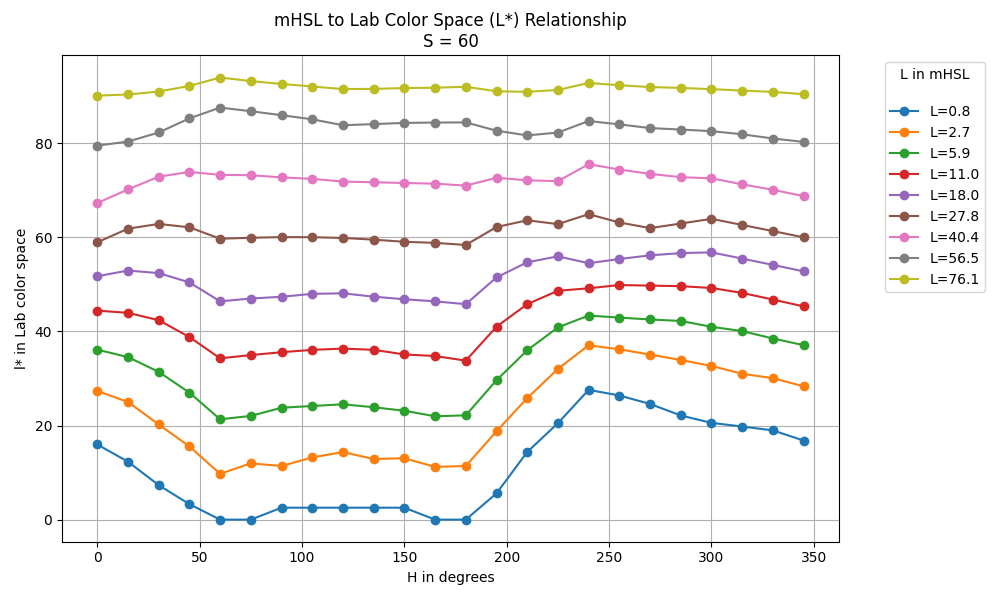 mHSL to Lab Color Space (L*) Relationship
S = 60
l* in Lab color space
80
60
40
20
0
0 50 100 150 200 250 300 350
H in degrees
L in mHSL
L=0.8
L=2.7
L=5.9
L=11.0
L=18.0
L=27.8
L=40.4
L=56.5
L=76.1